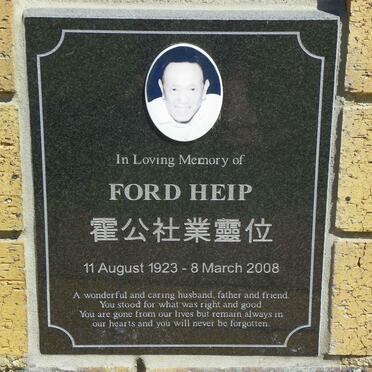 In Loving Memory of
FORD HEIP
霍公社業靈位
11 August 1923 - 8 March 2008
A wonderful and caring husband, father and friend.
You stood for what was right and good.
You are gone from our lives but remain always in
our hearts and you will never be forgotten.